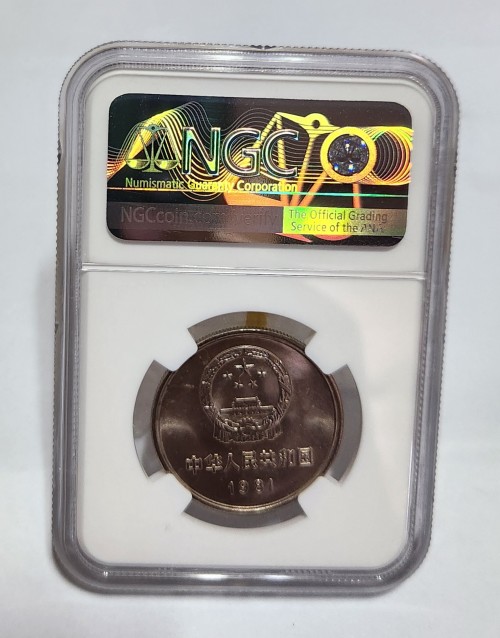 NGC
Numismatic Guaranty Corporation
NGCcoin.com/verify
The Official Grading
Service of the ANA
中华人民共和国
1981